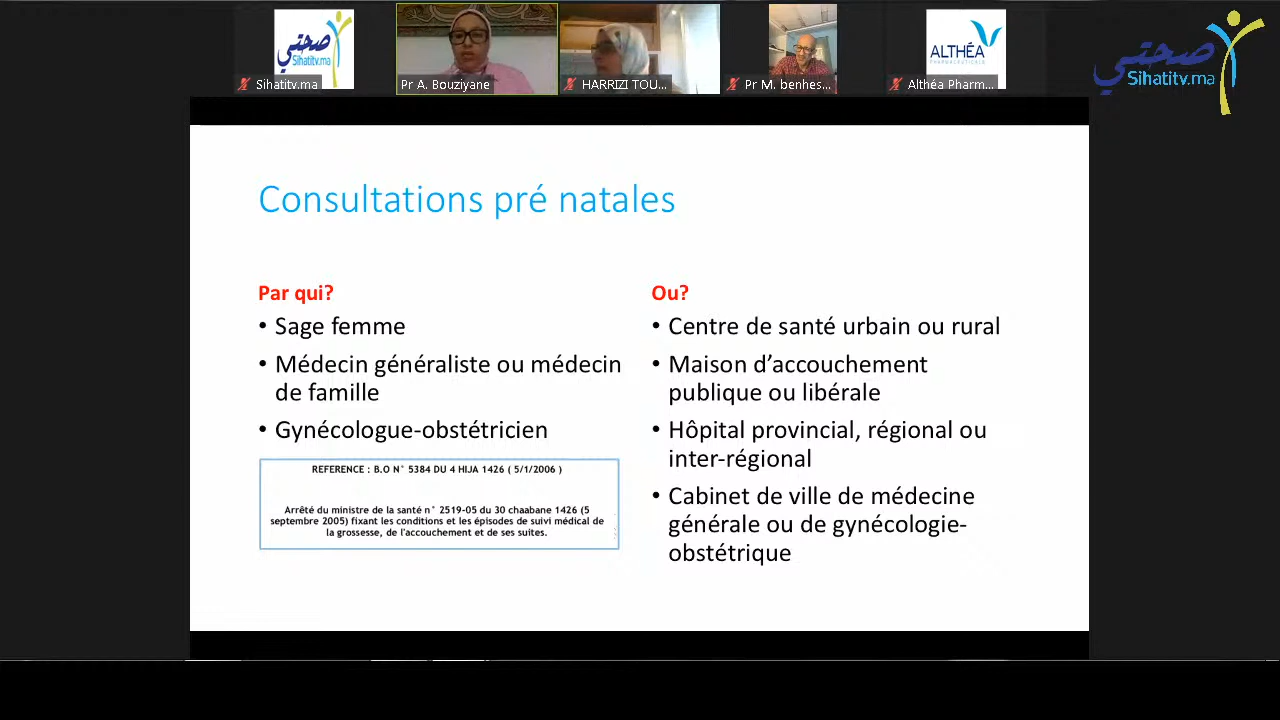 صحتي
Sihatitv.ma
Sihatitv.ma
Pr A. Bouziyane
HARRIZI TOU...
Pr M. benhes...
ALTHÉA
PHARMACEUTICALS
Althéa Pharm...
صحتي
Sihatitv.ma
Consultations pré natales
Par qui?
• Sage femme
• Médecin généraliste ou médecin
de famille
• Gynécologue-obstétricien
REFERENCE : B.O N° 5384 DU 4 HIJA 1426 ( 5/1/2006 )
Arrêté du ministre de la santé n° 2519-05 du 30 chaabane 1426 (5
septembre 2005) fixant les conditions et les épisodes de suivi médical de
la grossesse, de l'accouchement et de ses suites.
Ou?
• Centre de santé urbain ou rural
• Maison d’accouchement
publique ou libérale
• Hôpital provincial, régional ou
inter-régional
• Cabinet de ville de médecine
générale ou de gynécologie-
obstétrique